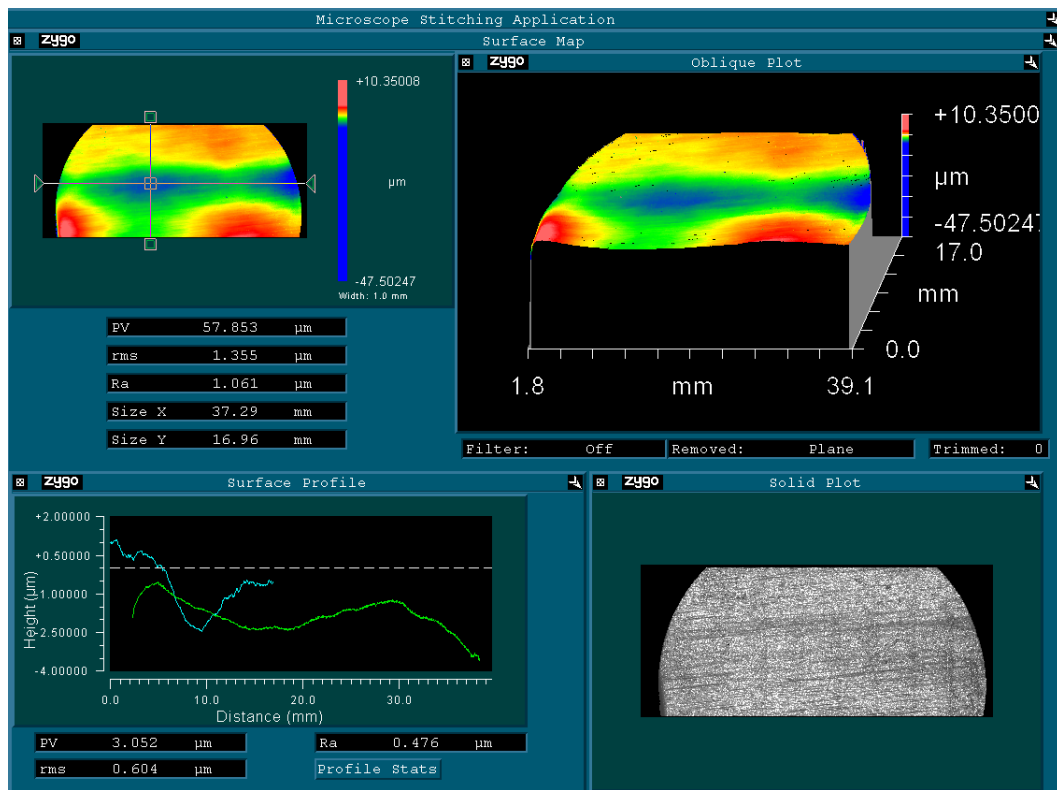 Microscope Stitching Application
zygo Surface Map
+10.35008
µm
-47.50247
Width: 1.0 mm
PV 57.853 µm
rms 1.355 µm
Ra 1.061 µm
Size X 37.29 mm
Size Y 16.96 mm
zygo Oblique Plot
+10.3500
µm
-47.50247
17.0
mm
0.0
1.8 mm 39.1
Filter: Off Removed: Plane Trimmed: 0
zygo Surface Profile
+2.00000
+0.50000
-1.00000
-2.50000
-4.00000
Height (µm)
0.0 10.0 20.0 30.0
Distance (mm)
PV 3.052 µm Ra 0.476 µm
rms 0.604 µm Profile Stats
zygo Solid Plot